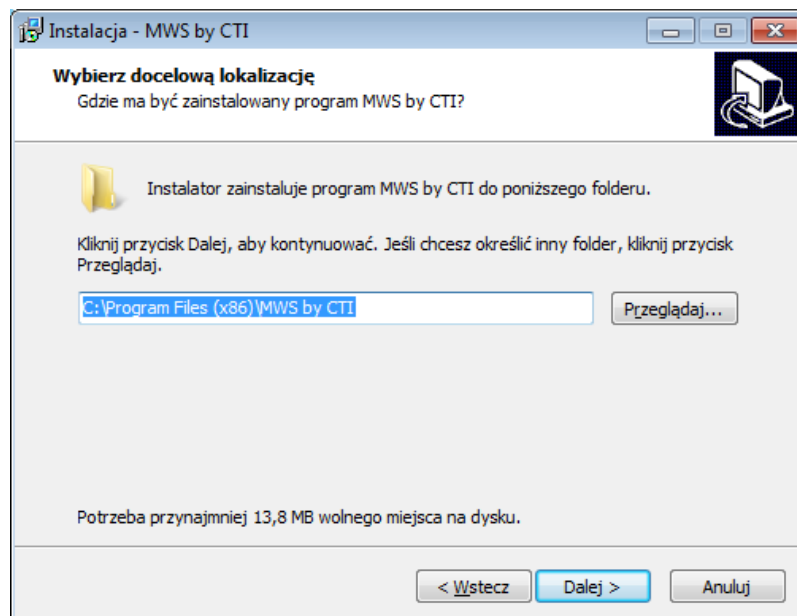 Instalacja - MWS by CTI
Wybierz docelową lokalizację
Gdzie ma być zainstalowany program MWS by CTI?
Instalator zainstaluje program MWS by CTI do poniższego folderu.
Kliknij przycisk Dalej, aby kontynuować. Jeśli chcesz określić inny folder, kliknij przycisk
Przeglądaj.
C:\Program Files (x86)\MWS by CTI
Przeglądaj...
Potrzeba przynajmniej 13,8 MB wolnego miejsca na dysku.
< Wstecz
Dalej >
Anuluj